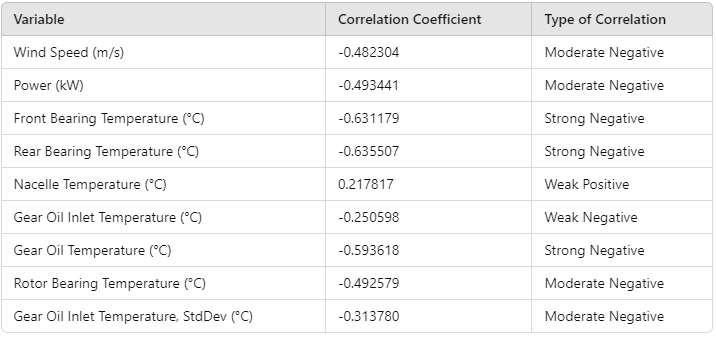 Variable Correlation Coefficient Type of Correlation
Wind Speed (m/s) -0.482304 Moderate Negative
Power (kW) -0.493441 Moderate Negative
Front Bearing Temperature (°C) -0.631179 Strong Negative
Rear Bearing Temperature (°C) -0.635507 Strong Negative
Nacelle Temperature (°C) 0.217817 Weak Positive
Gear Oil Inlet Temperature (°C) -0.250598 Weak Negative
Gear Oil Temperature (°C) -0.593618 Strong Negative
Rotor Bearing Temperature (°C) -0.492579 Moderate Negative
Gear Oil Inlet Temperature, StdDev (°C) -0.313780 Moderate Negative